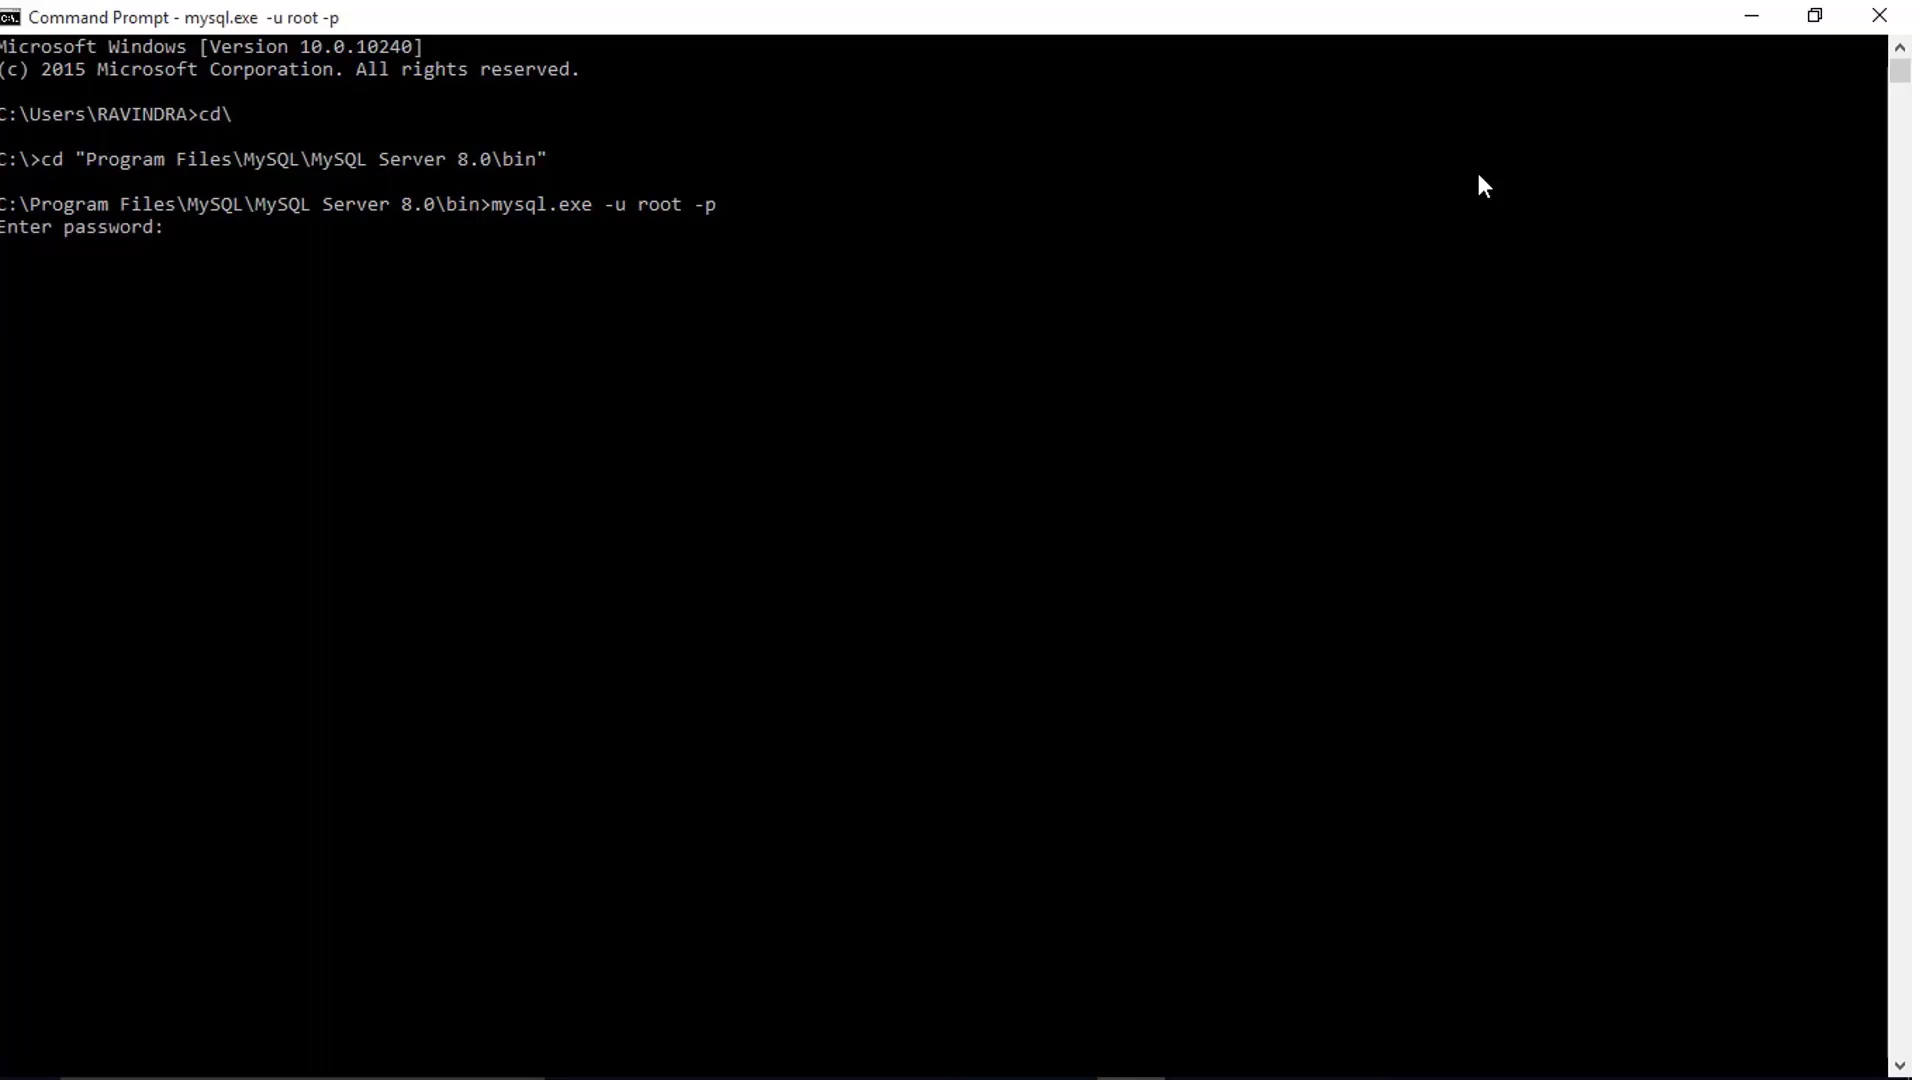 Command Prompt - mysql.exe -u root -p
Microsoft Windows [Version 10.0.10240]
(c) 2015 Microsoft Corporation. All rights reserved.
C:\Users\RAVINDRA>cd\
C:\>cd "Program Files\MySQL\MySQL Server 8.0\bin"
C:\Program Files\MySQL\MySQL Server 8.0\bin>mysql.exe -u root -p
Enter password: